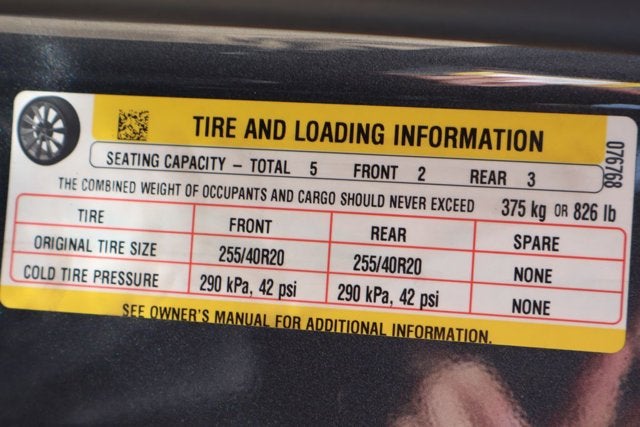 TIRE AND LOADING INFORMATION
SEATING CAPACITY – TOTAL 5 FRONT 2 REAR 3
THE COMBINED WEIGHT OF OCCUPANTS AND CARGO SHOULD NEVER EXCEED 375 kg OR 826 lb
TIRE FRONT REAR SPARE
ORIGINAL TIRE SIZE 255/40R20 255/40R20 NONE
COLD TIRE PRESSURE 290 kPa, 42 psi 290 kPa, 42 psi NONE
SEE OWNER'S MANUAL FOR ADDITIONAL INFORMATION.
076768